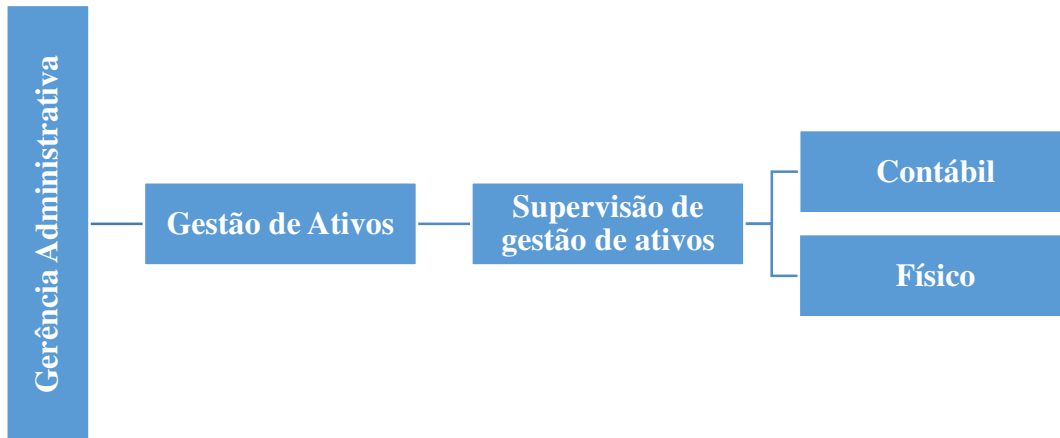 Gerência Administrativa
Gestão de Ativos
Supervisão de
gestão de ativos
Contábil
Físico